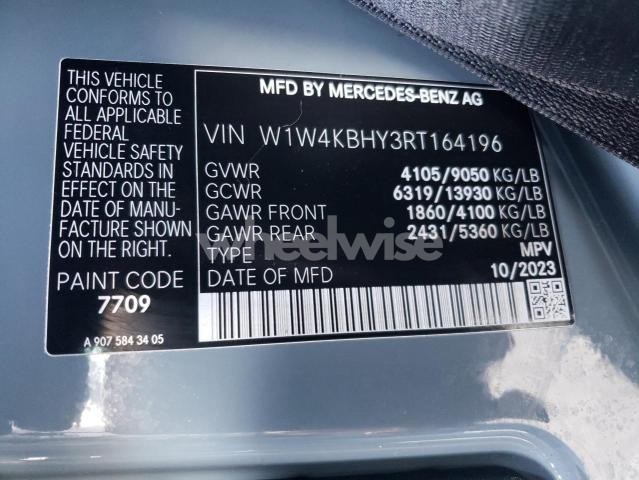 THIS VEHICLE
CONFORMS TO
ALL APPLICABLE
FEDERAL MOTOR
VEHICLE SAFETY
STANDARDS IN
EFFECT ON THE
DATE OF MANU-
FACTURE SHOWN
ON THE RIGHT.
PAINT CODE
7709
A 907 584 34 05
MFD BY MERCEDES-BENZ AG
VIN W1W4KBHY3RT164196
GVWR 4105/9050 KG/LB
GCWR 6319/13930 KG/LB
GAWR FRONT 1860/4100 KG/LB
GAWR REAR 2431/5360 KG/LB
TYPE MPV
DATE OF MFD 10/2023
wheelwise